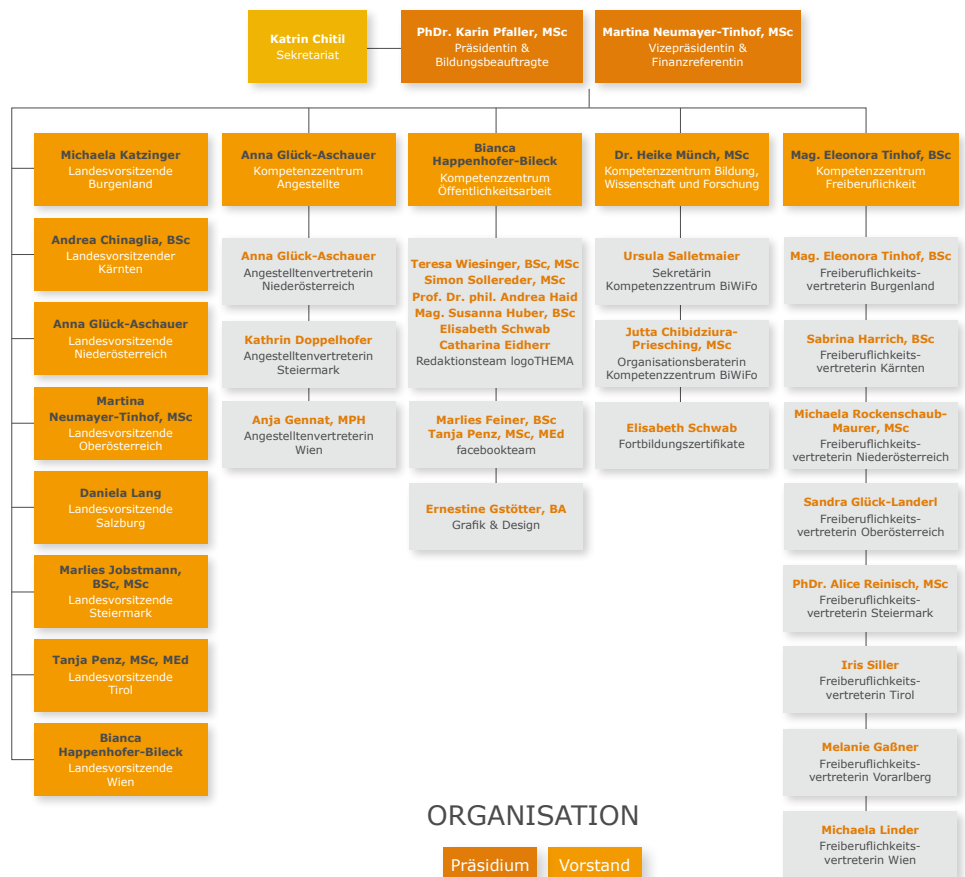 Katrin Chitil
Sekretariat
PhDr. Karin Pfaller, MSc
Präsidentin &
Bildungsbeauftragte
Martina Neumayer-Tinhof, MSc
Vizepräsidentin &
Finanzreferentin
Michaela Katzinger
Landesvorsitzende
Burgenland
Andrea Chinaglia, BSc
Landesvorsitzender
Kärnten
Anna Glück-Aschauer
Landesvorsitzende
Niederösterreich
Martina
Neumayer-Tinhof, MSc
Landesvorsitzende
Oberösterreich
Daniela Lang
Landesvorsitzende
Salzburg
Marlies Jobstmann,
BSc, MSc
Landesvorsitzende
Steiermark
Tanja Penz, MSc, MEd
Landesvorsitzende
Tirol
Bianca
Happenhofer-Bileck
Landesvorsitzende
Wien
Anna Glück-Aschauer
Kompetenzzentrum
Angestellte
Anna Glück-Aschauer
Angestelltenvertreterin
Niederösterreich
Kathrin Doppelhofer
Angestelltenvertreterin
Steiermark
Anja Gennat, MPH
Angestelltenvertreterin
Wien
Bianca
Happenhofer-Bileck
Kompetenzzentrum
Öffentlichkeitsarbeit
Teresa Wiesinger, BSc, MSc
Simon Sollereder, MSc
Prof. Dr. phil. Andrea Haid
Mag. Susanna Huber, BSc
Elisabeth Schwab
Catharina Eidherr
Redaktionsteam logoTHEMA
Marlies Feiner, BSc
Tanja Penz, MSc, MEd
facebookteam
Ernestine Gstötter, BA
Grafik & Design
Dr. Heike Münch, MSc
Kompetenzzentrum Bildung,
Wissenschaft und Forschung
Ursula Salletmaier
Sekretärin
Kompetenzzentrum BiWiFo
Jutta Chibidziura-
Priesching, MSc
Organisationsberaterin
Kompetenzzentrum BiWiFo
Elisabeth Schwab
Fortbildungszertifikate
Mag. Eleonora Tinhof, BSc
Kompetenzzentrum
Freiberuflichkeit
Mag. Eleonora Tinhof, BSc
Freiberuflichkeits-
vertreterin Burgenland
Sabrina Harrich, BSc
Freiberuflichkeits-
vertreterin Kärnten
Michaela Rockenschaub-
Maurer, MSc
Freiberuflichkeits-
vertreterin Niederösterreich
Sandra Glück-Landerl
Freiberuflichkeits-
vertreterin Oberösterreich
PhDr. Alice Reinisch, MSc
Freiberuflichkeits-
vertreterin Steiermark
Iris Siller
Freiberuflichkeits-
vertreterin Tirol
Melanie Gaßner
Freiberuflichkeits-
vertreterin Vorarlberg
Michaela Linder
Freiberuflichkeits-
vertreterin Wien
ORGANISATION
Präsidium
Vorstand